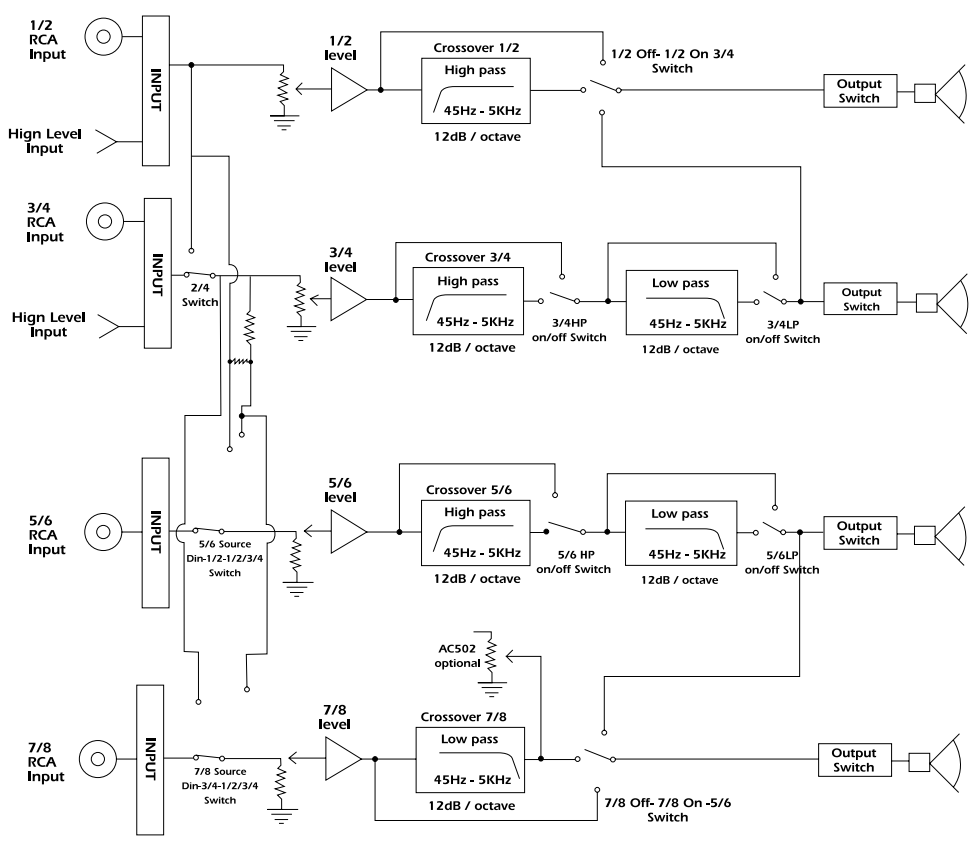 1/2
RCA
Input
INPUT
Hign Level
Input
1/2
level
Crossover 1/2
High pass
45Hz - 5KHz
12dB / octave
1/2 Off- 1/2 On 3/4
Switch
Output
Switch
3/4
RCA
Input
INPUT
Hign Level
Input
2/4
Switch
3/4
level
Crossover 3/4
High pass
45Hz - 5KHz
12dB / octave
3/4HP
on/off Switch
Low pass
45Hz - 5KHz
12dB / octave
3/4LP
on/off Switch
Output
Switch
5/6
RCA
Input
INPUT
5/6 Source
Din-1/2-1/2/3/4
Switch
5/6
level
Crossover 5/6
High pass
45Hz - 5KHz
12dB / octave
5/6 HP
on/off Switch
Low pass
45Hz - 5KHz
12dB / octave
5/6LP
on/off Switch
Output
Switch
AC502
optional
7/8
RCA
Input
INPUT
7/8 Source
Din-3/4-1/2/3/4
Switch
7/8
level
Crossover 7/8
Low pass
45Hz - 5KHz
12dB / octave
7/8 Off- 7/8 On -5/6
Switch
Output
Switch